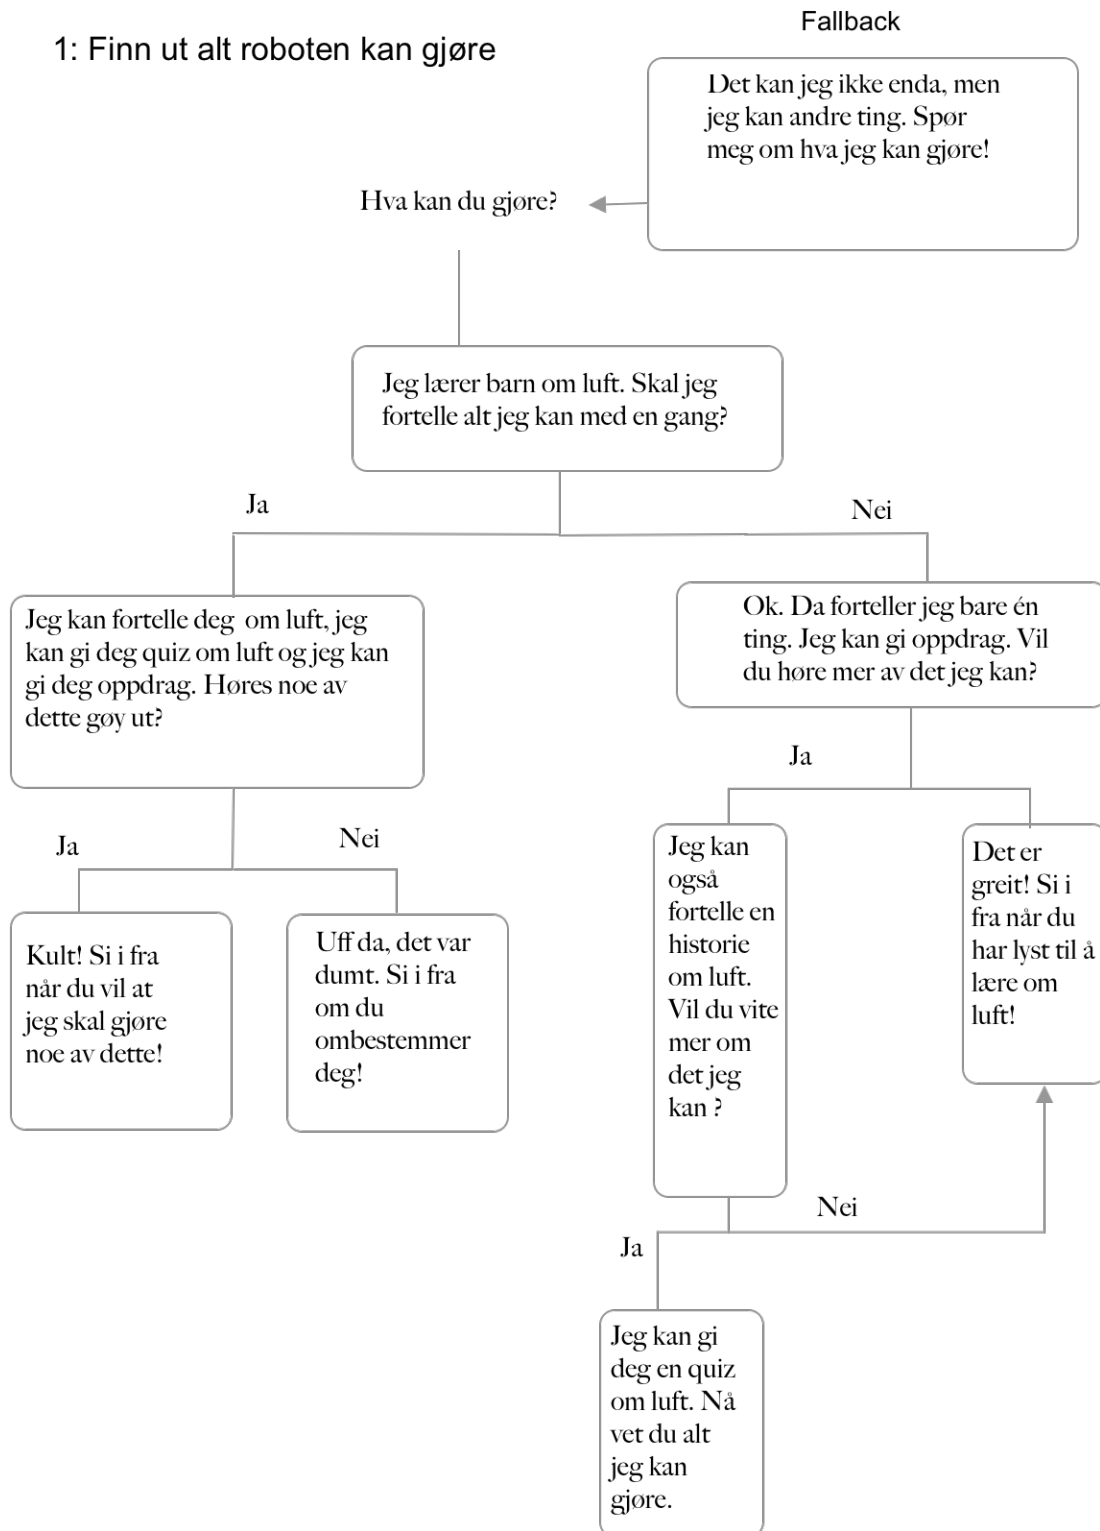 Fallback
1: Finn ut alt roboten kan gjøre
Det kan jeg ikke enda, men
jeg kan andre ting. Spør
meg om hva jeg kan gjøre!
Hva kan du gjøre?
Jeg lærer barn om luft. Skal jeg
fortelle alt jeg kan med en gang?
Ja
Nei
Jeg kan fortelle deg om luft, jeg
kan gi deg quiz om luft og jeg kan
gi deg oppdrag. Høres noe av
dette gøy ut?
Ok. Da forteller jeg bare én
ting. Jeg kan gi oppdrag. Vil
du høre mer av det jeg kan?
Ja
Nei
Kult! Si i fra
når du vil at
jeg skal gjøre
noe av dette!
Uff da, det var
dumt. Si i fra
om du
ombestemmer
deg!
Ja
Jeg kan
også
fortelle en
historie
om luft.
Vil du vite
mer om
det jeg
kan ?
Det er
greit! Si i
fra når du
har lyst til å
lære om
luft!
Nei
Ja
Jeg kan gi
deg en quiz
om luft. Nå
vet du alt
jeg kan
gjøre.